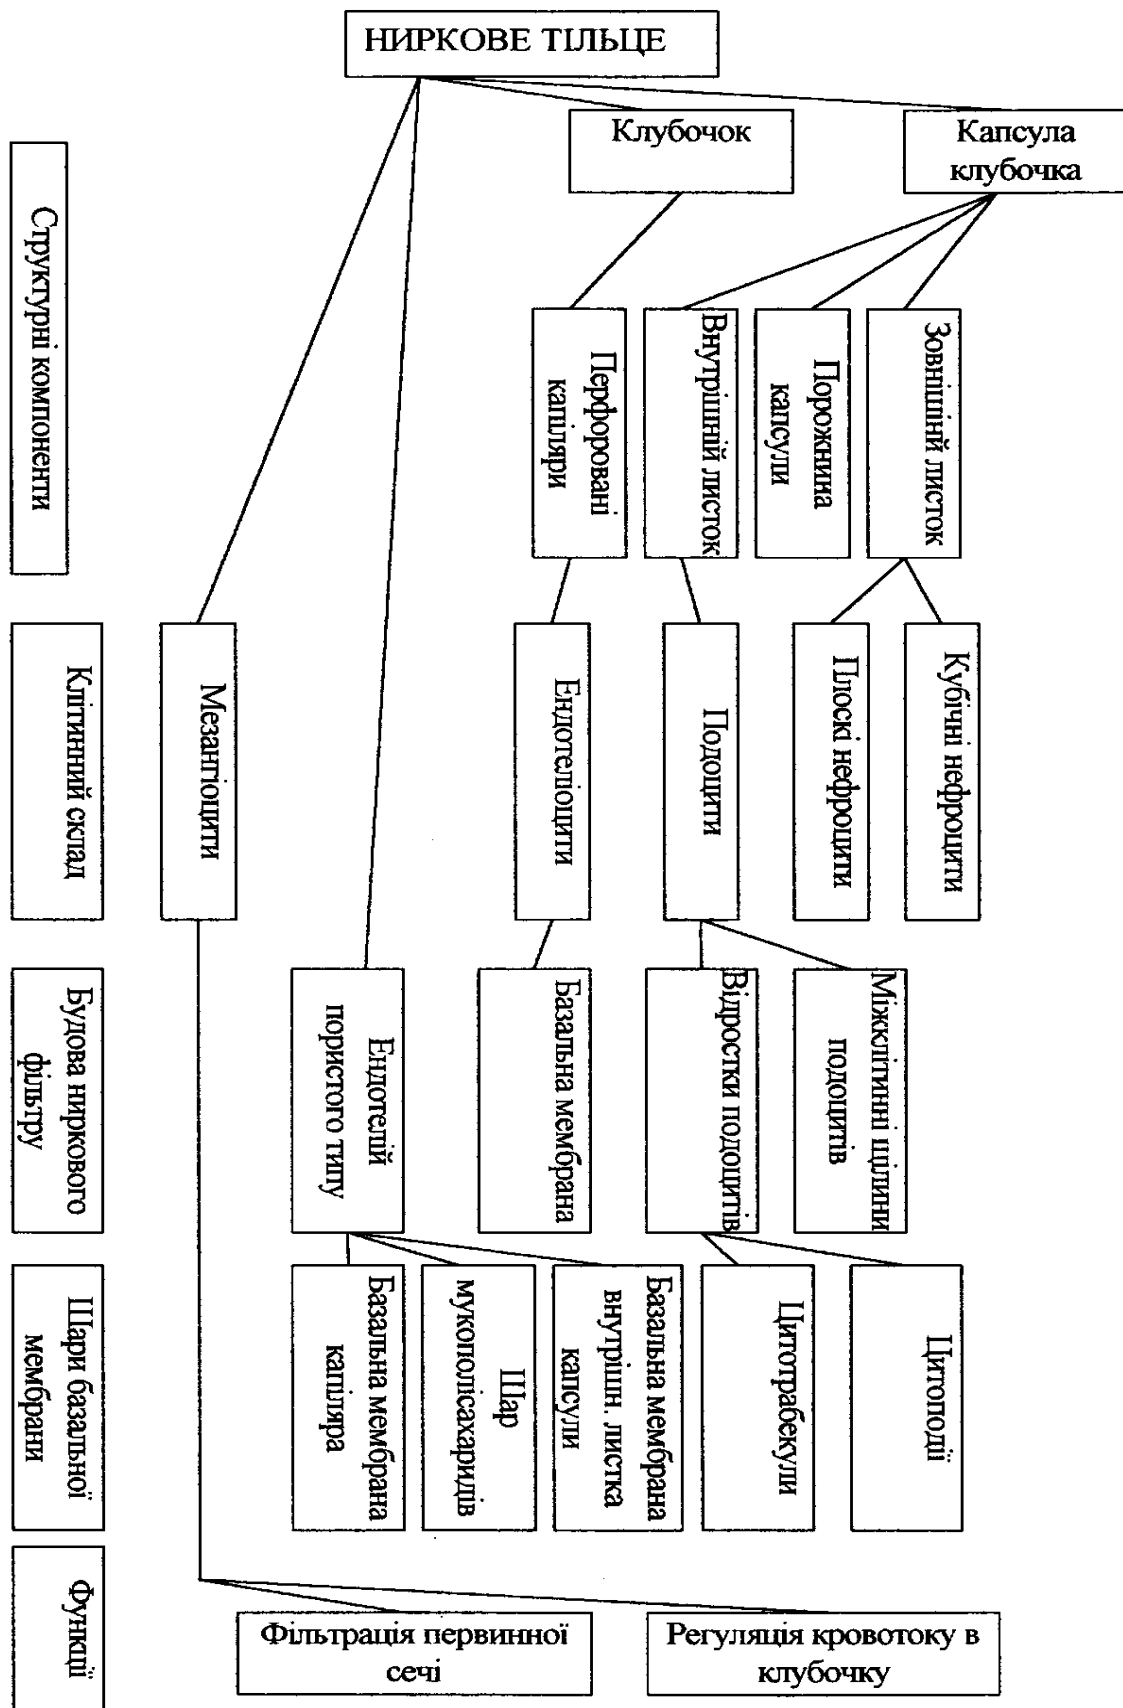 НИРКОВЕ ТІЛЬЦЕ
Клубочок
Капсула
клубочка
Структурні компоненти
Перфоровані
капіляри
Внутрішній листок
Порожнина
капсули
Зовнішіній листок
Клітинний склад
Мезангіоцити
Ендотеліоцити
Подоцити
Плоскі нефроцити
Кубічні нефроцити
Будова ниркового
фільтру
Ендотелій
пористого типу
Базальна мембрана
Відростки подоцитів
Міжклітинні щілини
подоцитів
Шари базальної
мембрани
Базальна мембрана
капіляра
Шар
мукополісахаридів
Базальна мембрана
внутрішн. листка
капсули
Цитотрабекули
Цитоподії
Функції
Фільтрація первинної
сечі
Регуляція кровотоку в
клубочку